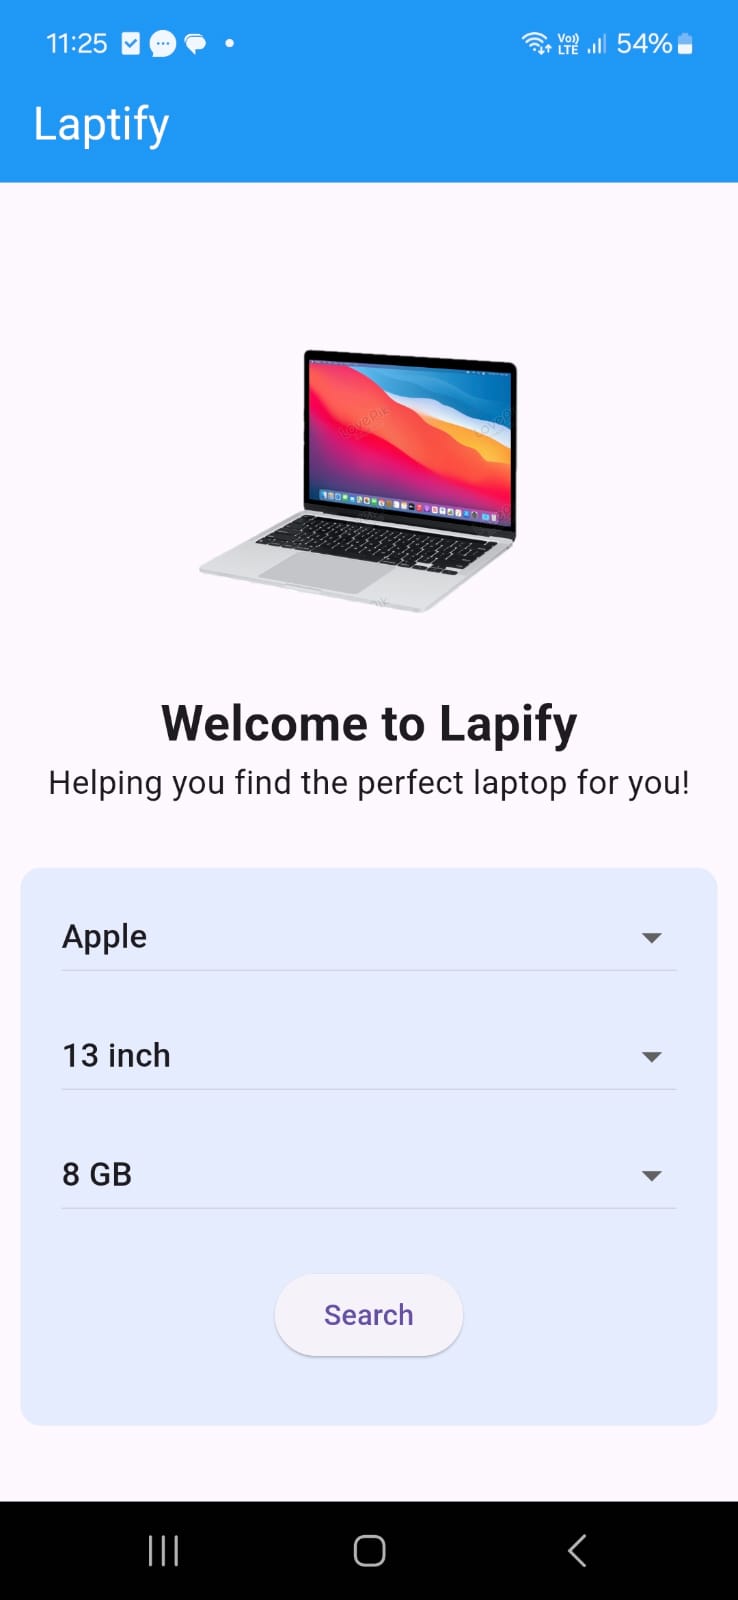 11:25
Vo))
LTE
54%
Laptify
LovePik
Welcome to Lapify
Helping you find the perfect laptop for you!
Apple
13 inch
8 GB
Search